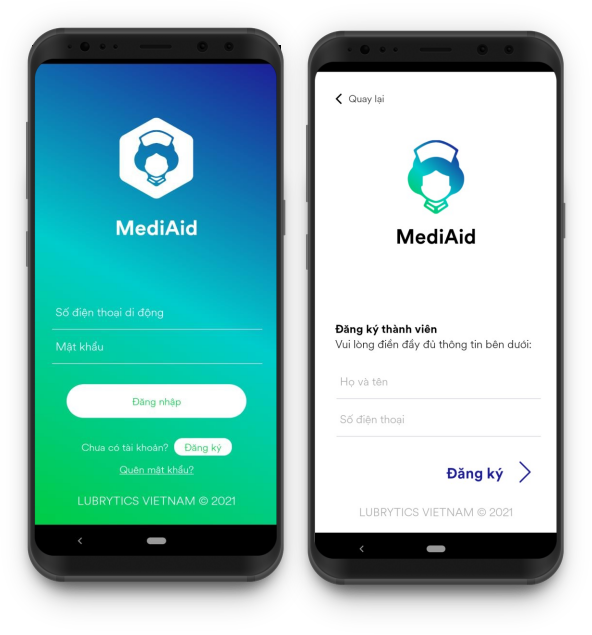 MediAid
Số điện thoại di động
Mật khẩu
Đăng nhập
Chưa có tài khoản? Đăng ký
Quên mật khẩu?
LUBRYTICS VIETNAM © 2021
Quay lại
MediAid
Đăng ký thành viên
Vui lòng điền đầy đủ thông tin bên dưới:
Họ và tên
Số điện thoại
Đăng ký
LUBRYTICS VIETNAM © 2021